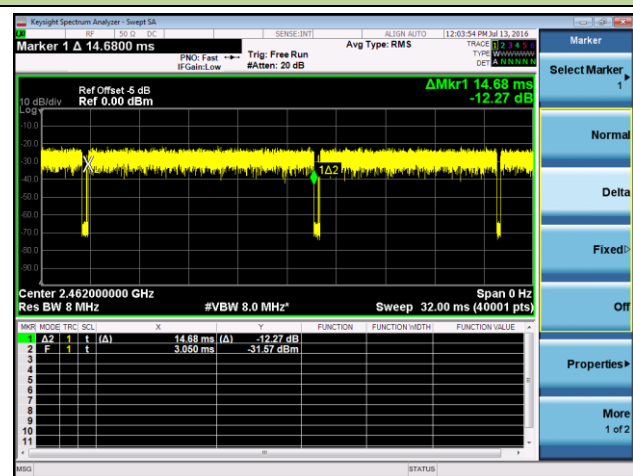 Keysight Spectrum Analyzer - Swept SA
RF 50 Ω DC SENSE:INT ALIGN AUTO 12:03:54 PM Jul 13, 2016
Marker 1 Δ 14.6800 ms
PNO: Fast
IFGain:Low
Trig: Free Run
#Atten: 20 dB
Avg Type: RMS
TRACE 1 2 3 4 5 6
TYPE WWWWWW
DET A N N N N N
Ref Offset -5 dB
10 dB/div Ref 0.00 dBm
Log
ΔMkr1 14.68 ms
-12.27 dB
-10.0
-20.0
-30.0
-40.0
-50.0
-60.0
-70.0
-80.0
X
1Δ2
Center 2.462000000 GHz Span 0 Hz
Res BW 8 MHz #VBW 8.0 MHz* Sweep 32.00 ms (40001 pts)
MKR MODE TRC SCL X Y FUNCTION FUNCTION WIDTH FUNCTION VALUE
1 Δ2 1 t (Δ) 14.68 ms (Δ) -12.27 dB
2 F 1 t 3.050 ms -31.57 dBm
3
4
5
6
7
8
9
10
11
MSG STATUS
Marker
Select Marker
1
Normal
Delta
Fixed
Off
Properties
More
1 of 2